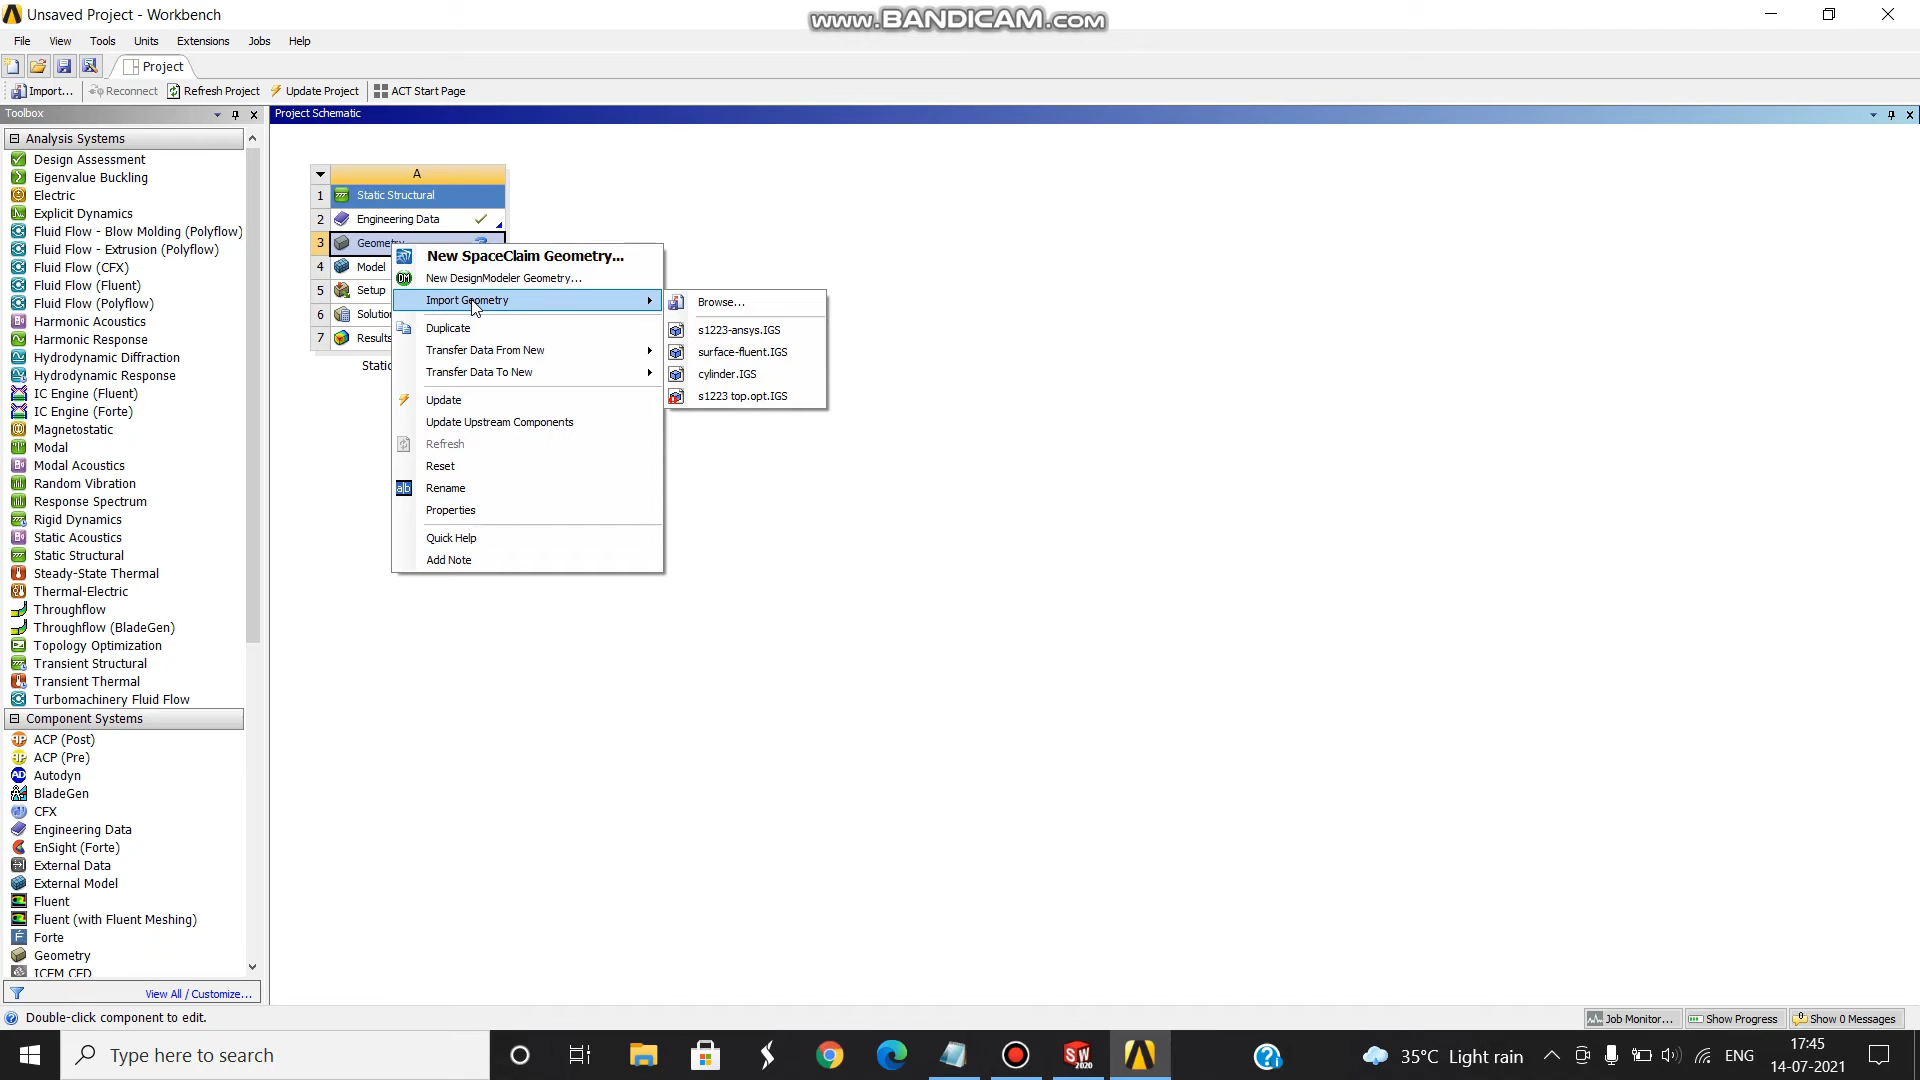 Unsaved Project - Workbench
www.BANDICAM.com
File View Tools Units Extensions Jobs Help
Project
Import... Reconnect Refresh Project Update Project ACT Start Page
Toolbox
Project Schematic
Analysis Systems
Design Assessment
Eigenvalue Buckling
Electric
Explicit Dynamics
Fluid Flow - Blow Molding (Polyflow)
Fluid Flow - Extrusion (Polyflow)
Fluid Flow (CFX)
Fluid Flow (Fluent)
Fluid Flow (Polyflow)
Harmonic Acoustics
Harmonic Response
Hydrodynamic Diffraction
Hydrodynamic Response
IC Engine (Fluent)
IC Engine (Forte)
Magnetostatic
Modal
Modal Acoustics
Random Vibration
Response Spectrum
Rigid Dynamics
Static Acoustics
Static Structural
Steady-State Thermal
Thermal-Electric
Throughflow
Throughflow (BladeGen)
Topology Optimization
Transient Structural
Transient Thermal
Turbomachinery Fluid Flow
Component Systems
ACP (Post)
ACP (Pre)
Autodyn
BladeGen
CFX
Engineering Data
EnSight (Forte)
External Data
External Model
Fluent
Fluent (with Fluent Meshing)
Forte
Geometry
ICEM CFD
View All / Customize...
A
1 Static Structural
2 Engineering Data
3 Geometry
4 Model
5 Setup
6 Solution
7 Results
Static
New SpaceClaim Geometry...
New DesignModeler Geometry...
Import Geometry
Duplicate
Transfer Data From New
Transfer Data To New
Update
Update Upstream Components
Refresh
Reset
Rename
Properties
Quick Help
Add Note
Browse...
s1223-ansys.IGS
surface-fluent.IGS
cylinder.IGS
s1223 top.opt.IGS
Double-click component to edit.
Job Monitor... Show Progress Show 0 Messages
Type here to search
35°C Light rain
ENG
17:45
14-07-2021